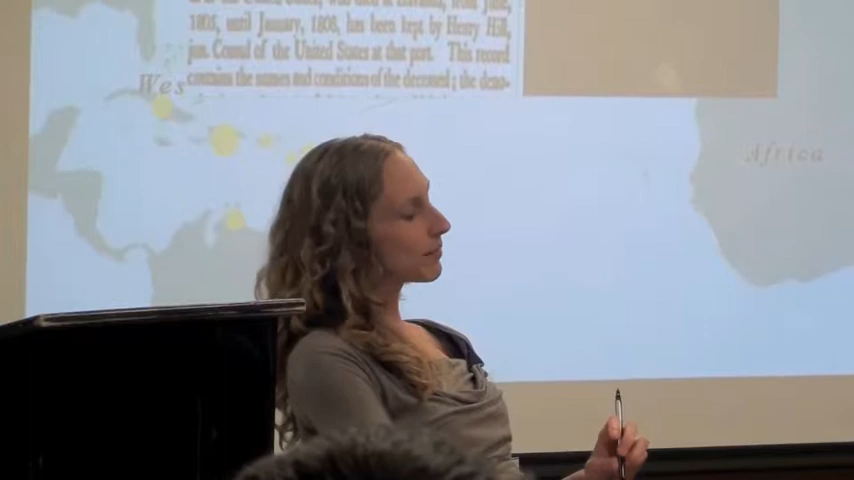 1805, until January, 1808, has been kept by Henry Hill,
jun. Consul of the United States at that port. This record
contains the names and conditions of the deceased; the deno-
Wes
Africa